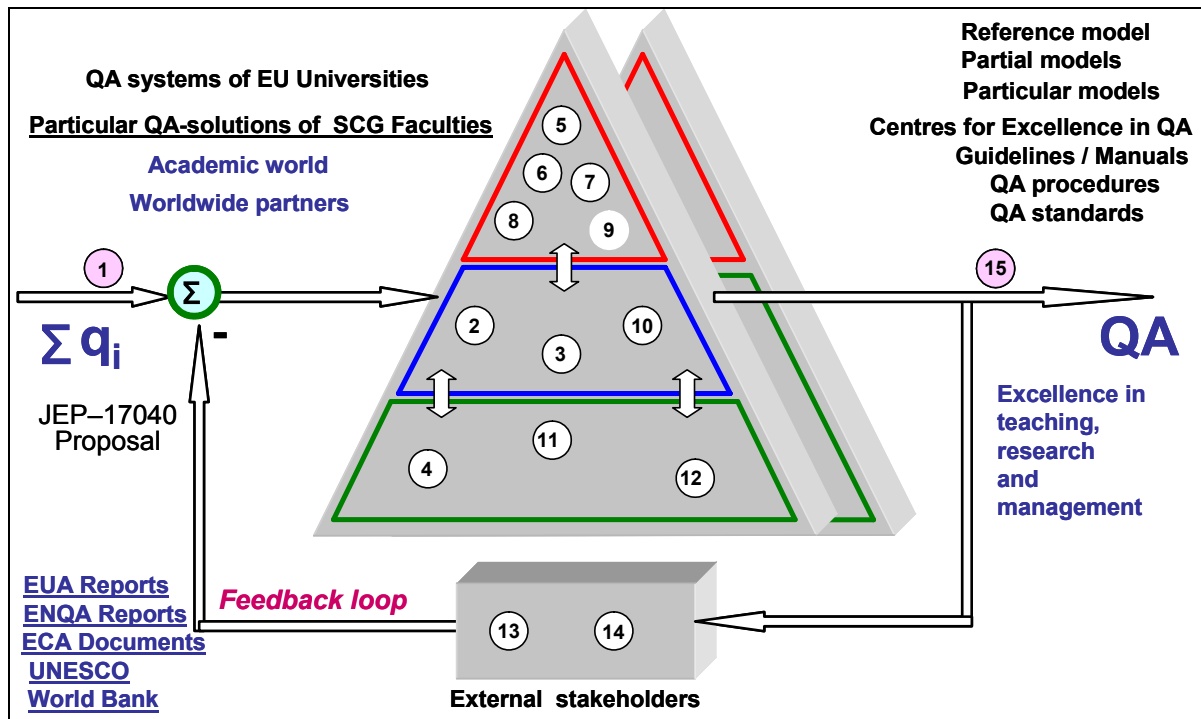 QA systems of EU Universities
Particular QA-solutions of SCG Faculties
Academic world
Worldwide partners
Reference model
Partial models
Particular models
Centres for Excellence in QA
Guidelines / Manuals
QA procedures
QA standards
5
6
7
8
9
1
Σ
-
Σ qi
JEP–17040
Proposal
2
3
10
15
QA
Excellence in
teaching,
research
and
management
4
11
12
EUA Reports
ENQA Reports
ECA Documents
UNESCO
World Bank
Feedback loop
13
14
External stakeholders